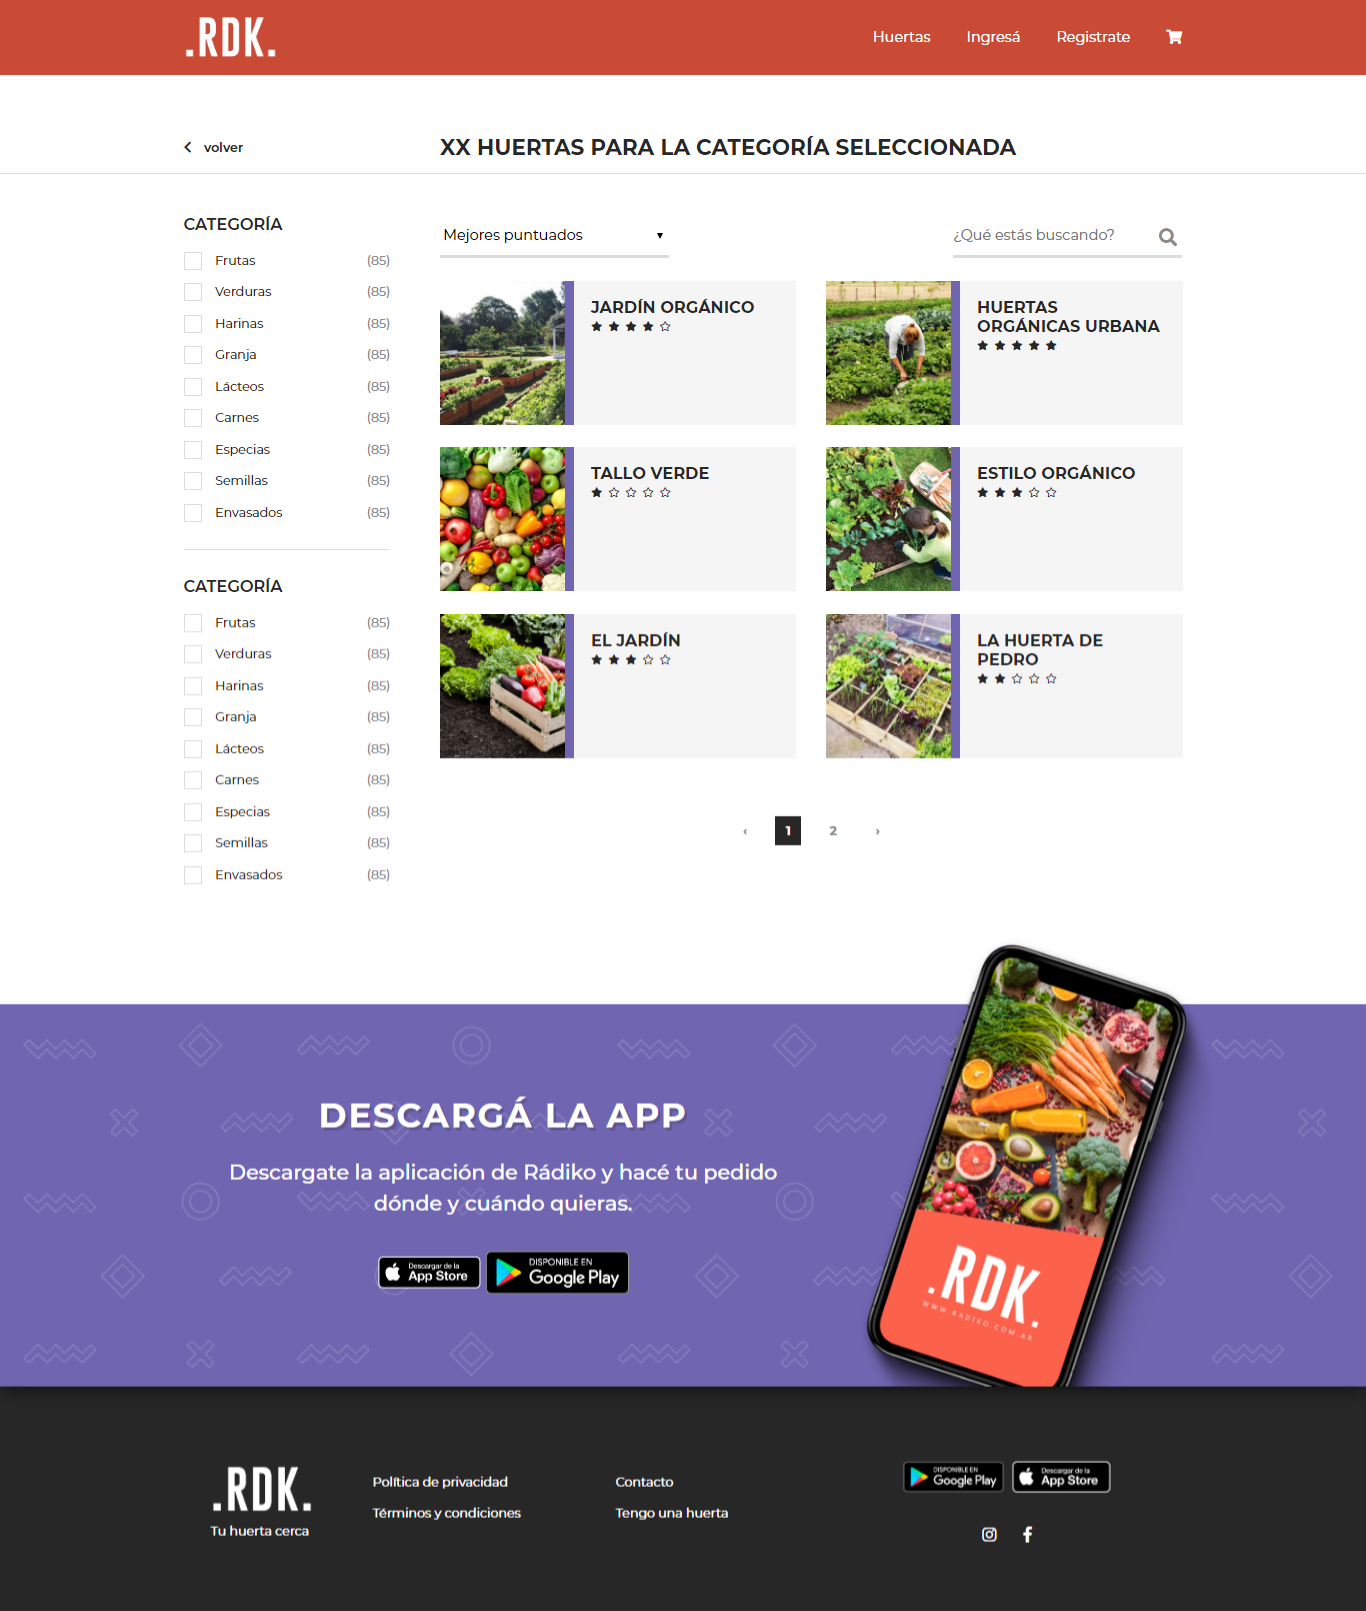 .RDK.
Huertas
Ingresá
Registrate
volver
XX HUERTAS PARA LA CATEGORÍA SELECCIONADA
CATEGORÍA
Frutas (85)
Verduras (85)
Harinas (85)
Granja (85)
Lácteos (85)
Carnes (85)
Especias (85)
Semillas (85)
Envasados (85)
CATEGORÍA
Frutas (85)
Verduras (85)
Harinas (85)
Granja (85)
Lácteos (85)
Carnes (85)
Especias (85)
Semillas (85)
Envasados (85)
Mejores puntuados
¿Qué estás buscando?
JARDÍN ORGÁNICO
HUERTAS
ORGÁNICAS URBANA
TALLO VERDE
ESTILO ORGÁNICO
EL JARDÍN
LA HUERTA DE
PEDRO
‹ 1 2 ›
DESCARGÁ LA APP
Descargate la aplicación de Rádiko y hacé tu pedido
dónde y cuándo quieras.
Descargar de la
App Store
DISPONIBLE EN
Google Play
.RDK.
WWW.RADIKO.COM.AR
.RDK.
Tu huerta cerca
Política de privacidad
Términos y condiciones
Contacto
Tengo una huerta
DISPONIBLE EN
Google Play
Descargar de la
App Store